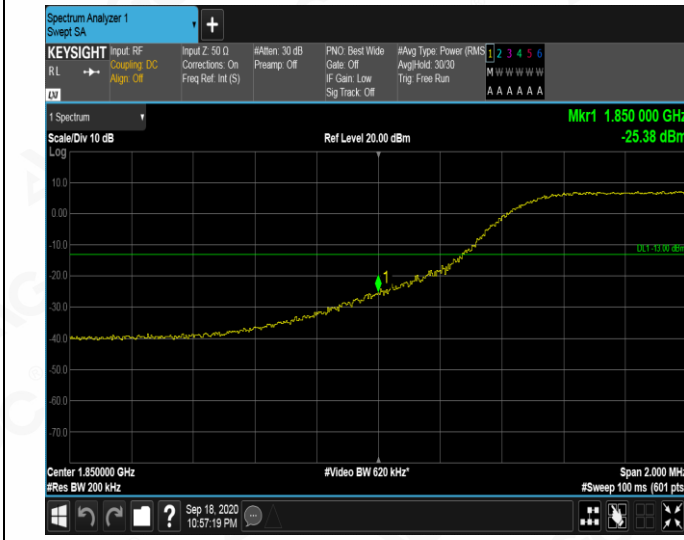 Spectrum Analyzer 1
Swept SA
+
KEYSIGHT
RL
LXI
Input: RF
Coupling: DC
Align: Off
Input Z: 50 Ω
Corrections: On
Freq Ref: Int (S)
#Atten: 30 dB
Preamp: Off
PNO: Best Wide
Gate: Off
IF Gain: Low
Sig Track: Off
#Avg Type: Power (RMS
Avg|Hold: 30/30
Trig: Free Run
1 2 3 4 5 6
M W W W W W
A A A A A A
1 Spectrum
Scale/Div 10 dB
Log
Ref Level 20.00 dBm
Mkr1 1.850 000 GHz
-25.38 dBm
10.0
0.00
-10.0
-20.0
-30.0
-40.0
-50.0
-60.0
-70.0
DL1 -13.00 dBm
1
Center 1.850000 GHz
#Res BW 200 kHz
#Video BW 620 kHz*
Span 2.000 MHz
#Sweep 100 ms (601 pts
?
Sep 18, 2020
10:57:19 PM